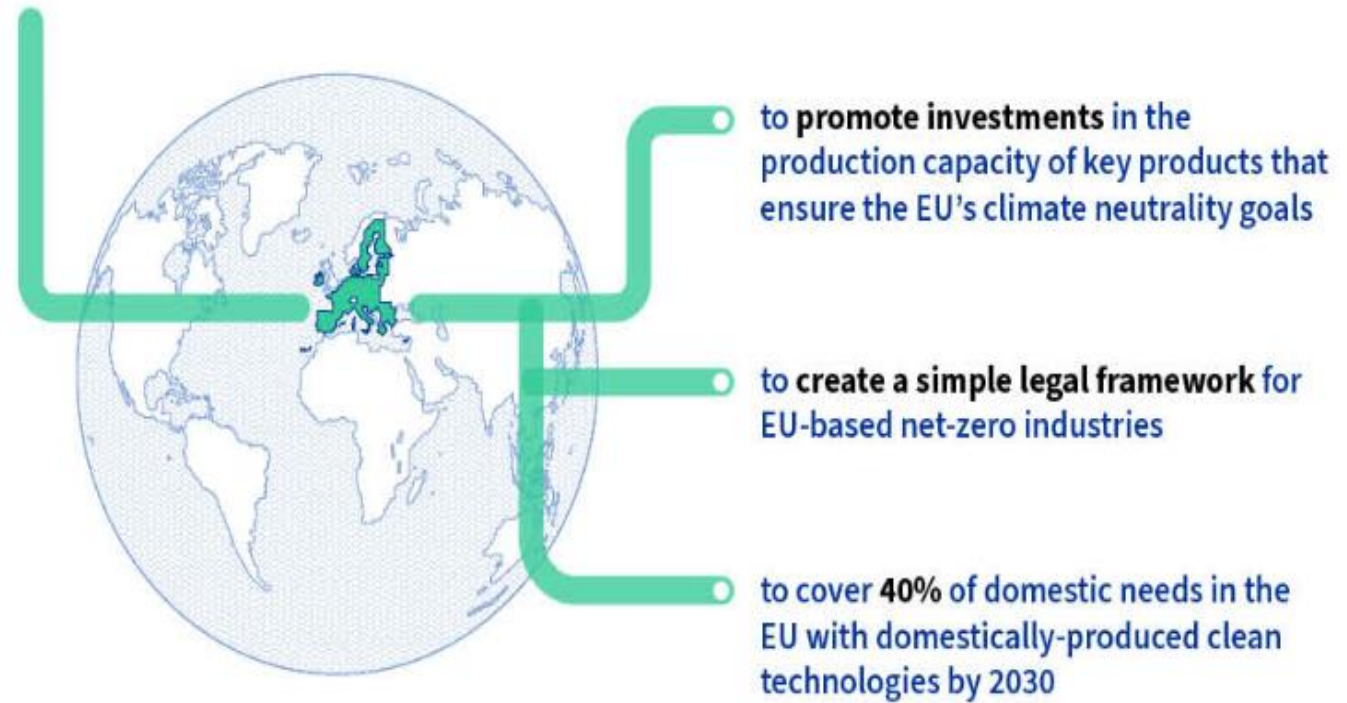 to promote investments in the
production capacity of key products that
ensure the EU's climate neutrality goals
to create a simple legal framework for
EU-based net-zero industries
to cover 40% of domestic needs in the
EU with domestically-produced clean
technologies by 2030